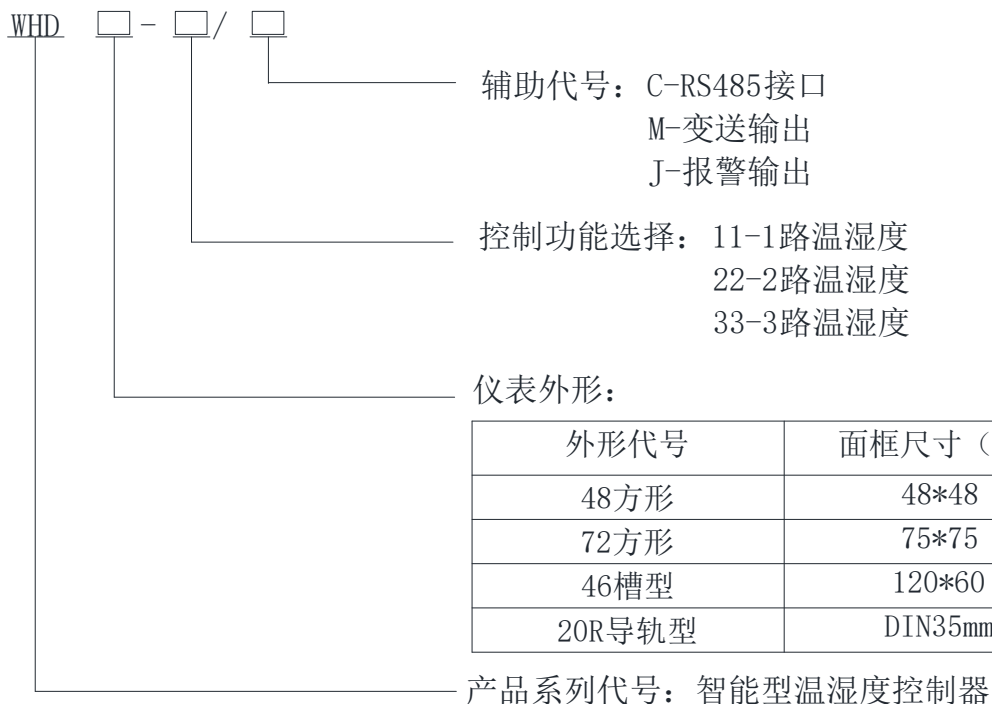 WHD □-□/□
辅助代号：C-RS485接口
M-变送输出
J-报警输出
控制功能选择：11-1路温湿度
22-2路温湿度
33-3路温湿度
仪表外形：
外形代号 面框尺寸（
48方形 48*48
72方形 75*75
46槽型 120*60
20R导轨型 DIN35mm
产品系列代号：智能型温湿度控制器